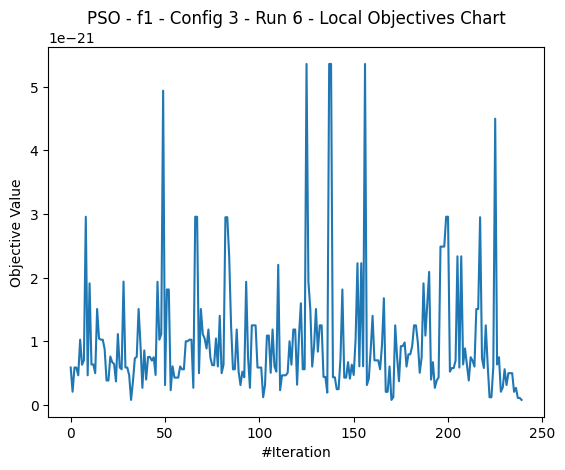 PSO - f1 - Config 3 - Run 6 - Local Objectives Chart
1e−21
5
4
3
2
1
0
Objective Value
0 50 100 150 200 250
#Iteration